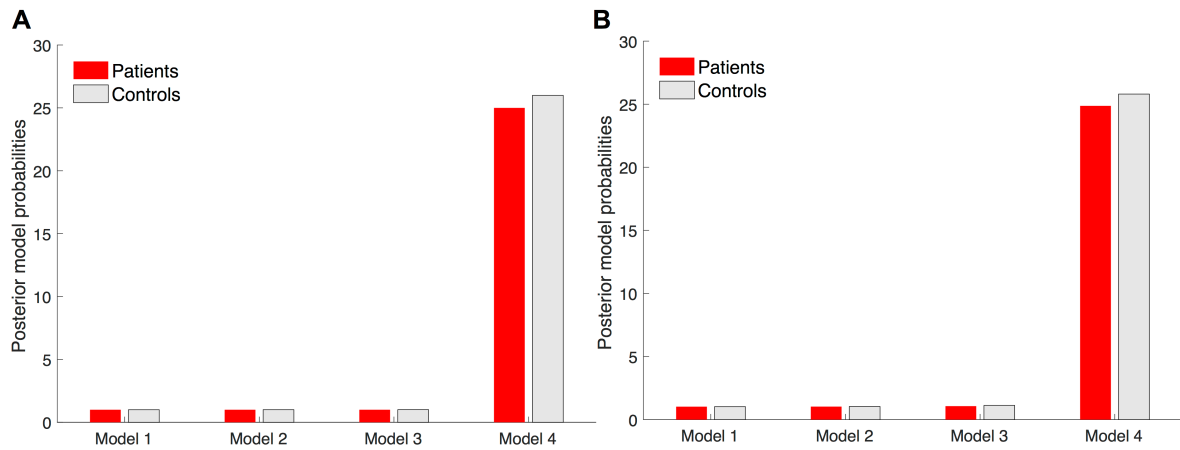 A
Posterior model probabilities
30
25
20
15
10
5
0
Patients
Controls
Model 1
Model 2
Model 3
Model 4
B
Posterior model probabilities
30
25
20
15
10
5
0
Patients
Controls
Model 1
Model 2
Model 3
Model 4